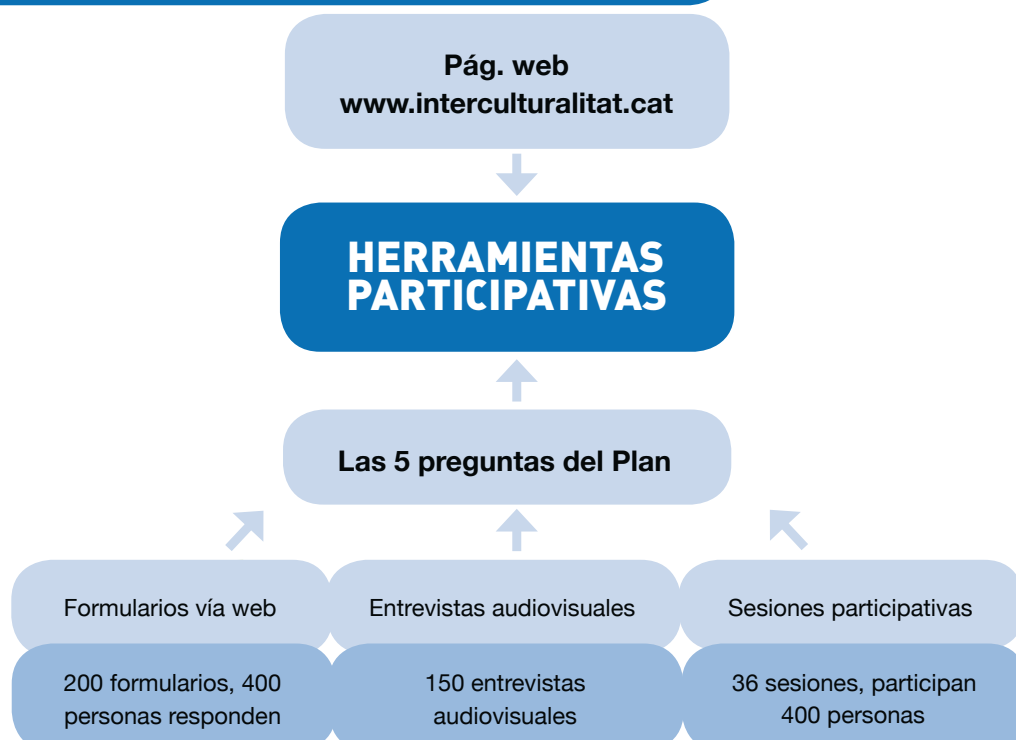 Pág. web
www.interculturalitat.cat
HERRAMIENTAS
PARTICIPATIVAS
Las 5 preguntas del Plan
Formularios vía web
200 formularios, 400
personas responden
Entrevistas audiovisuales
150 entrevistas
audiovisuales
Sesiones participativas
36 sesiones, participan
400 personas